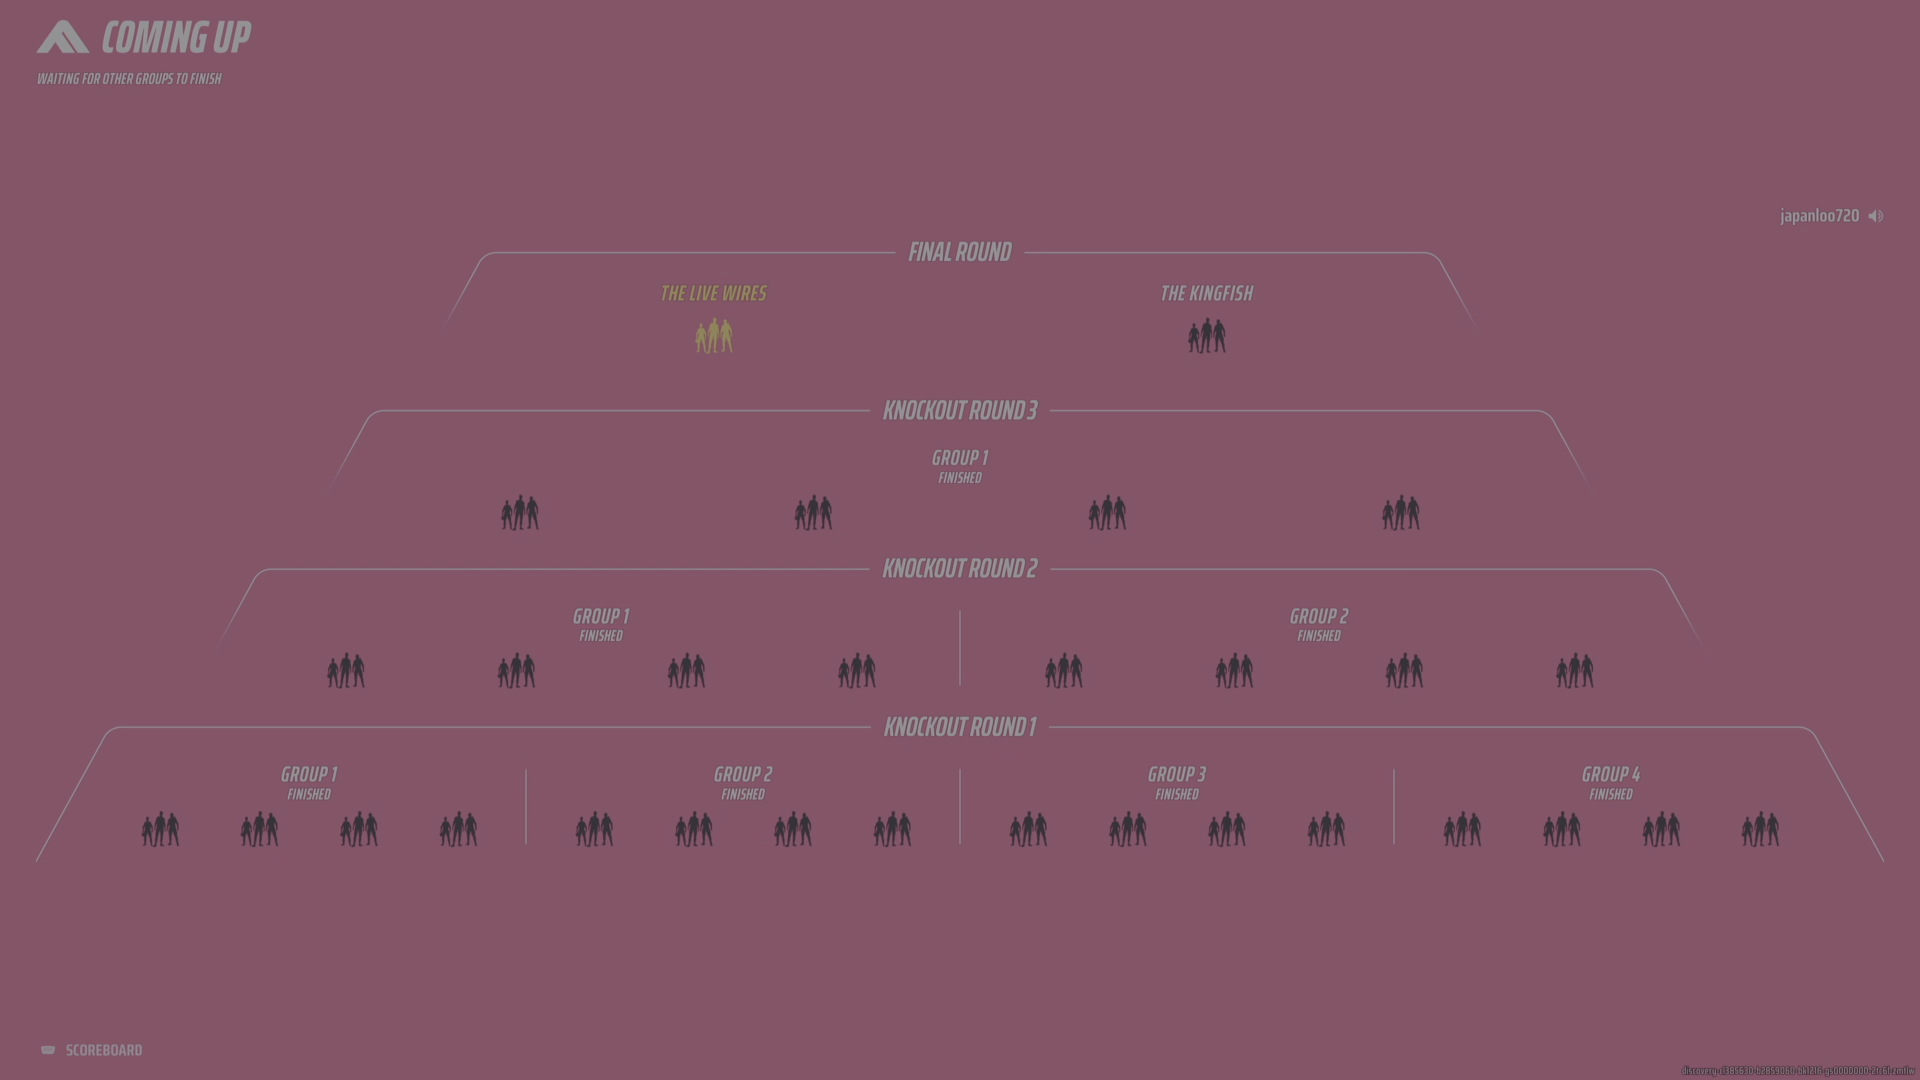 COMING UP
WAITING FOR OTHER GROUPS TO FINISH
japanloo720
FINAL ROUND
THE LIVE WIRES
THE KINGFISH
KNOCKOUT ROUND 3
GROUP 1
FINISHED
KNOCKOUT ROUND 2
GROUP 1
FINISHED
GROUP 2
FINISHED
KNOCKOUT ROUND 1
GROUP 1
FINISHED
GROUP 2
FINISHED
GROUP 3
FINISHED
GROUP 4
FINISHED
SCOREBOARD